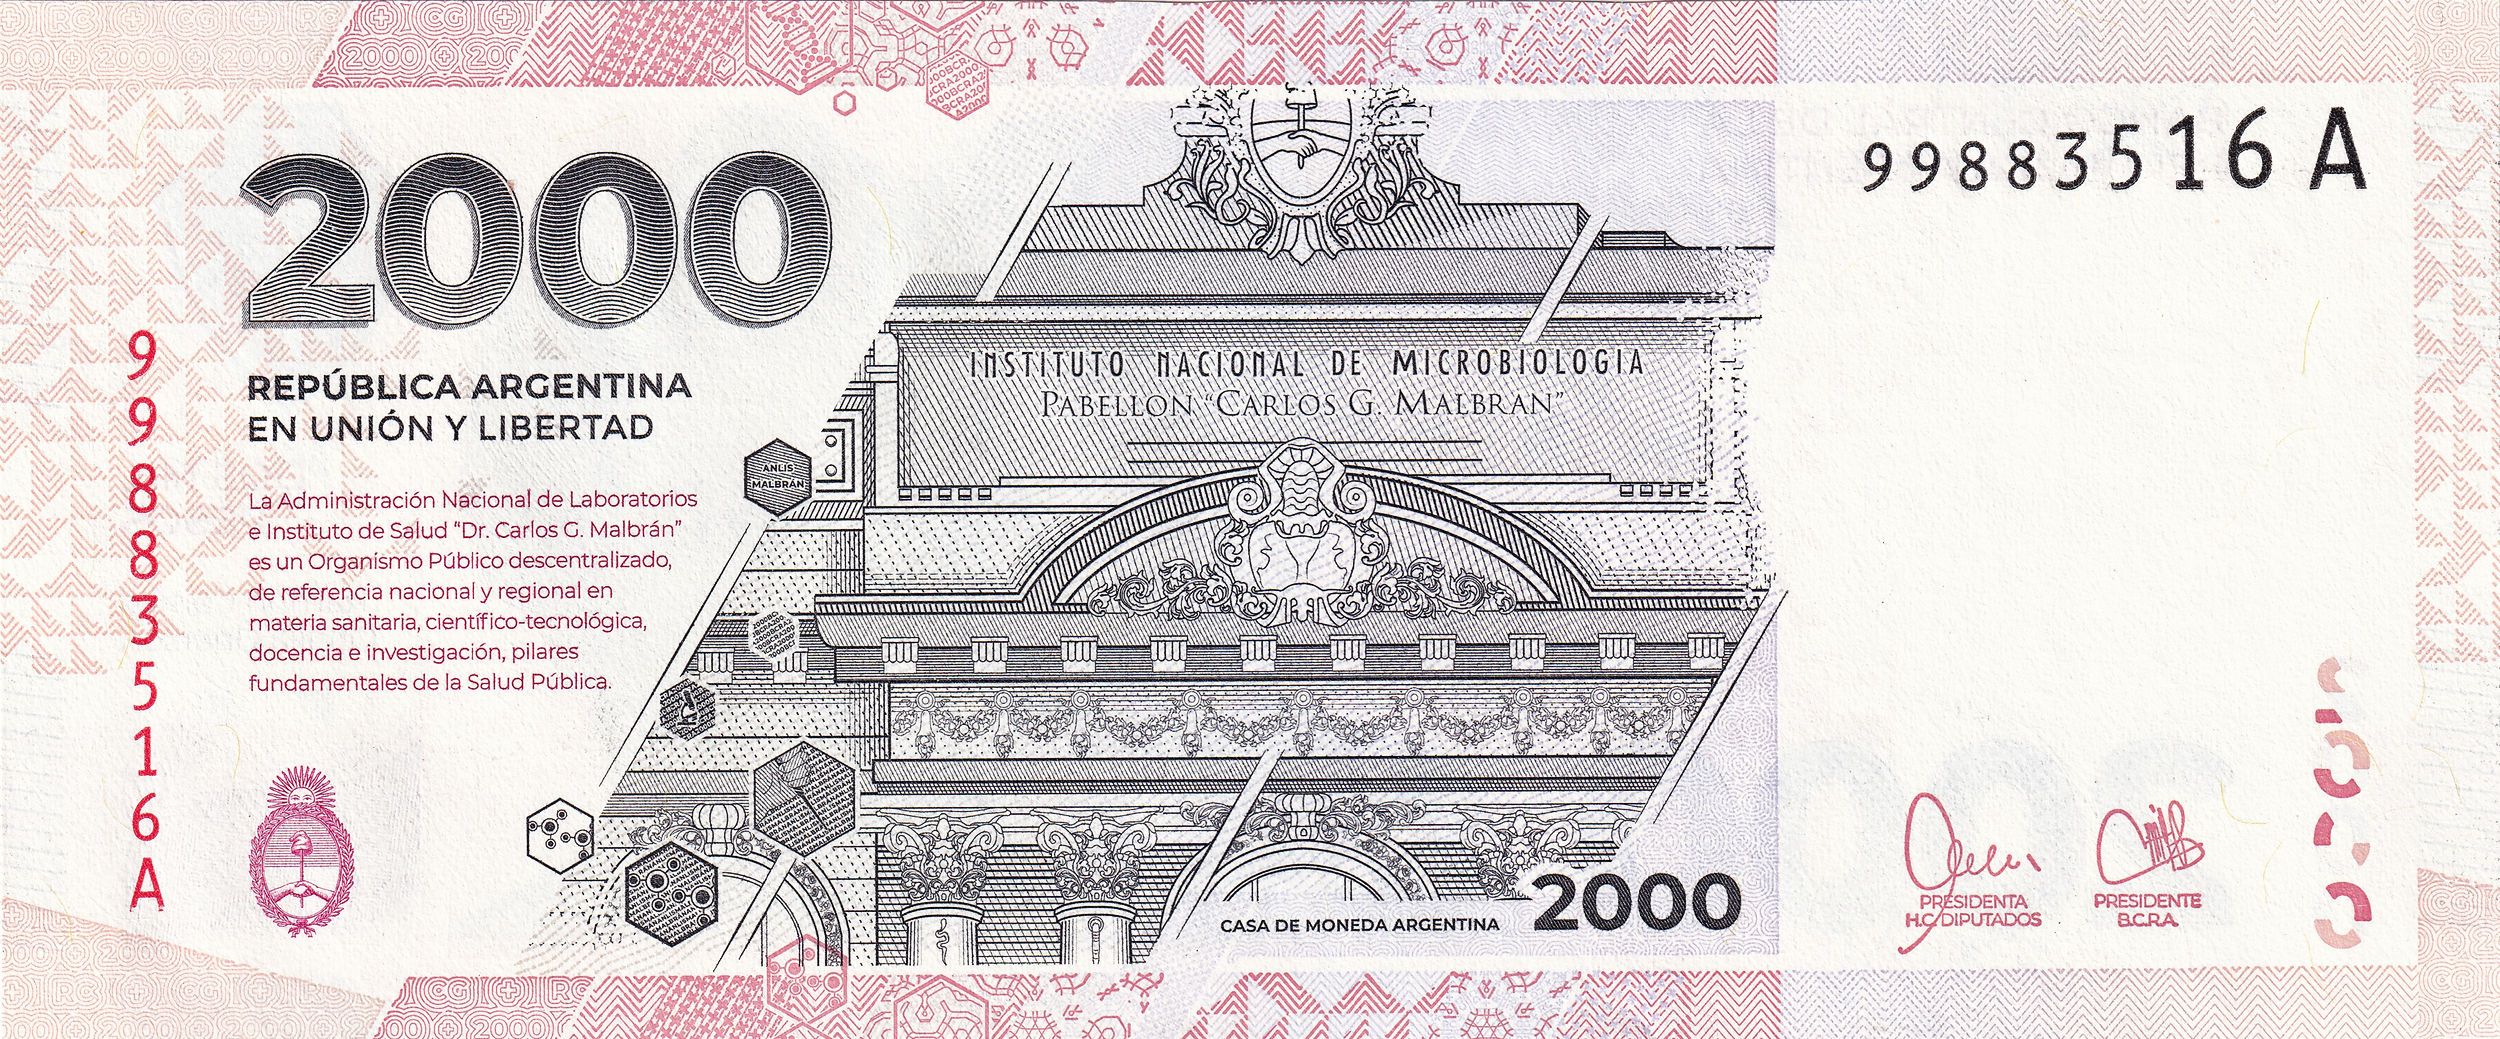 99883516 A
2000
REPÚBLICA ARGENTINA
EN UNIÓN Y LIBERTAD
La Administración Nacional de Laboratorios
e Instituto de Salud “Dr. Carlos G. Malbrán”
es un Organismo Público descentralizado,
de referencia nacional y regional en
materia sanitaria, científico-tecnológica,
docencia e investigación, pilares
fundamentales de la Salud Pública.
99883516A
INSTITUTO NACIONAL DE MICROBIOLOGIA
PABELLON “CARLOS G. MALBRAN”
ANLIS
MALBRÁN
CASA DE MONEDA ARGENTINA
2000
PRESIDENTA
H.C. DIPUTADOS
PRESIDENTE
B.C.R.A.